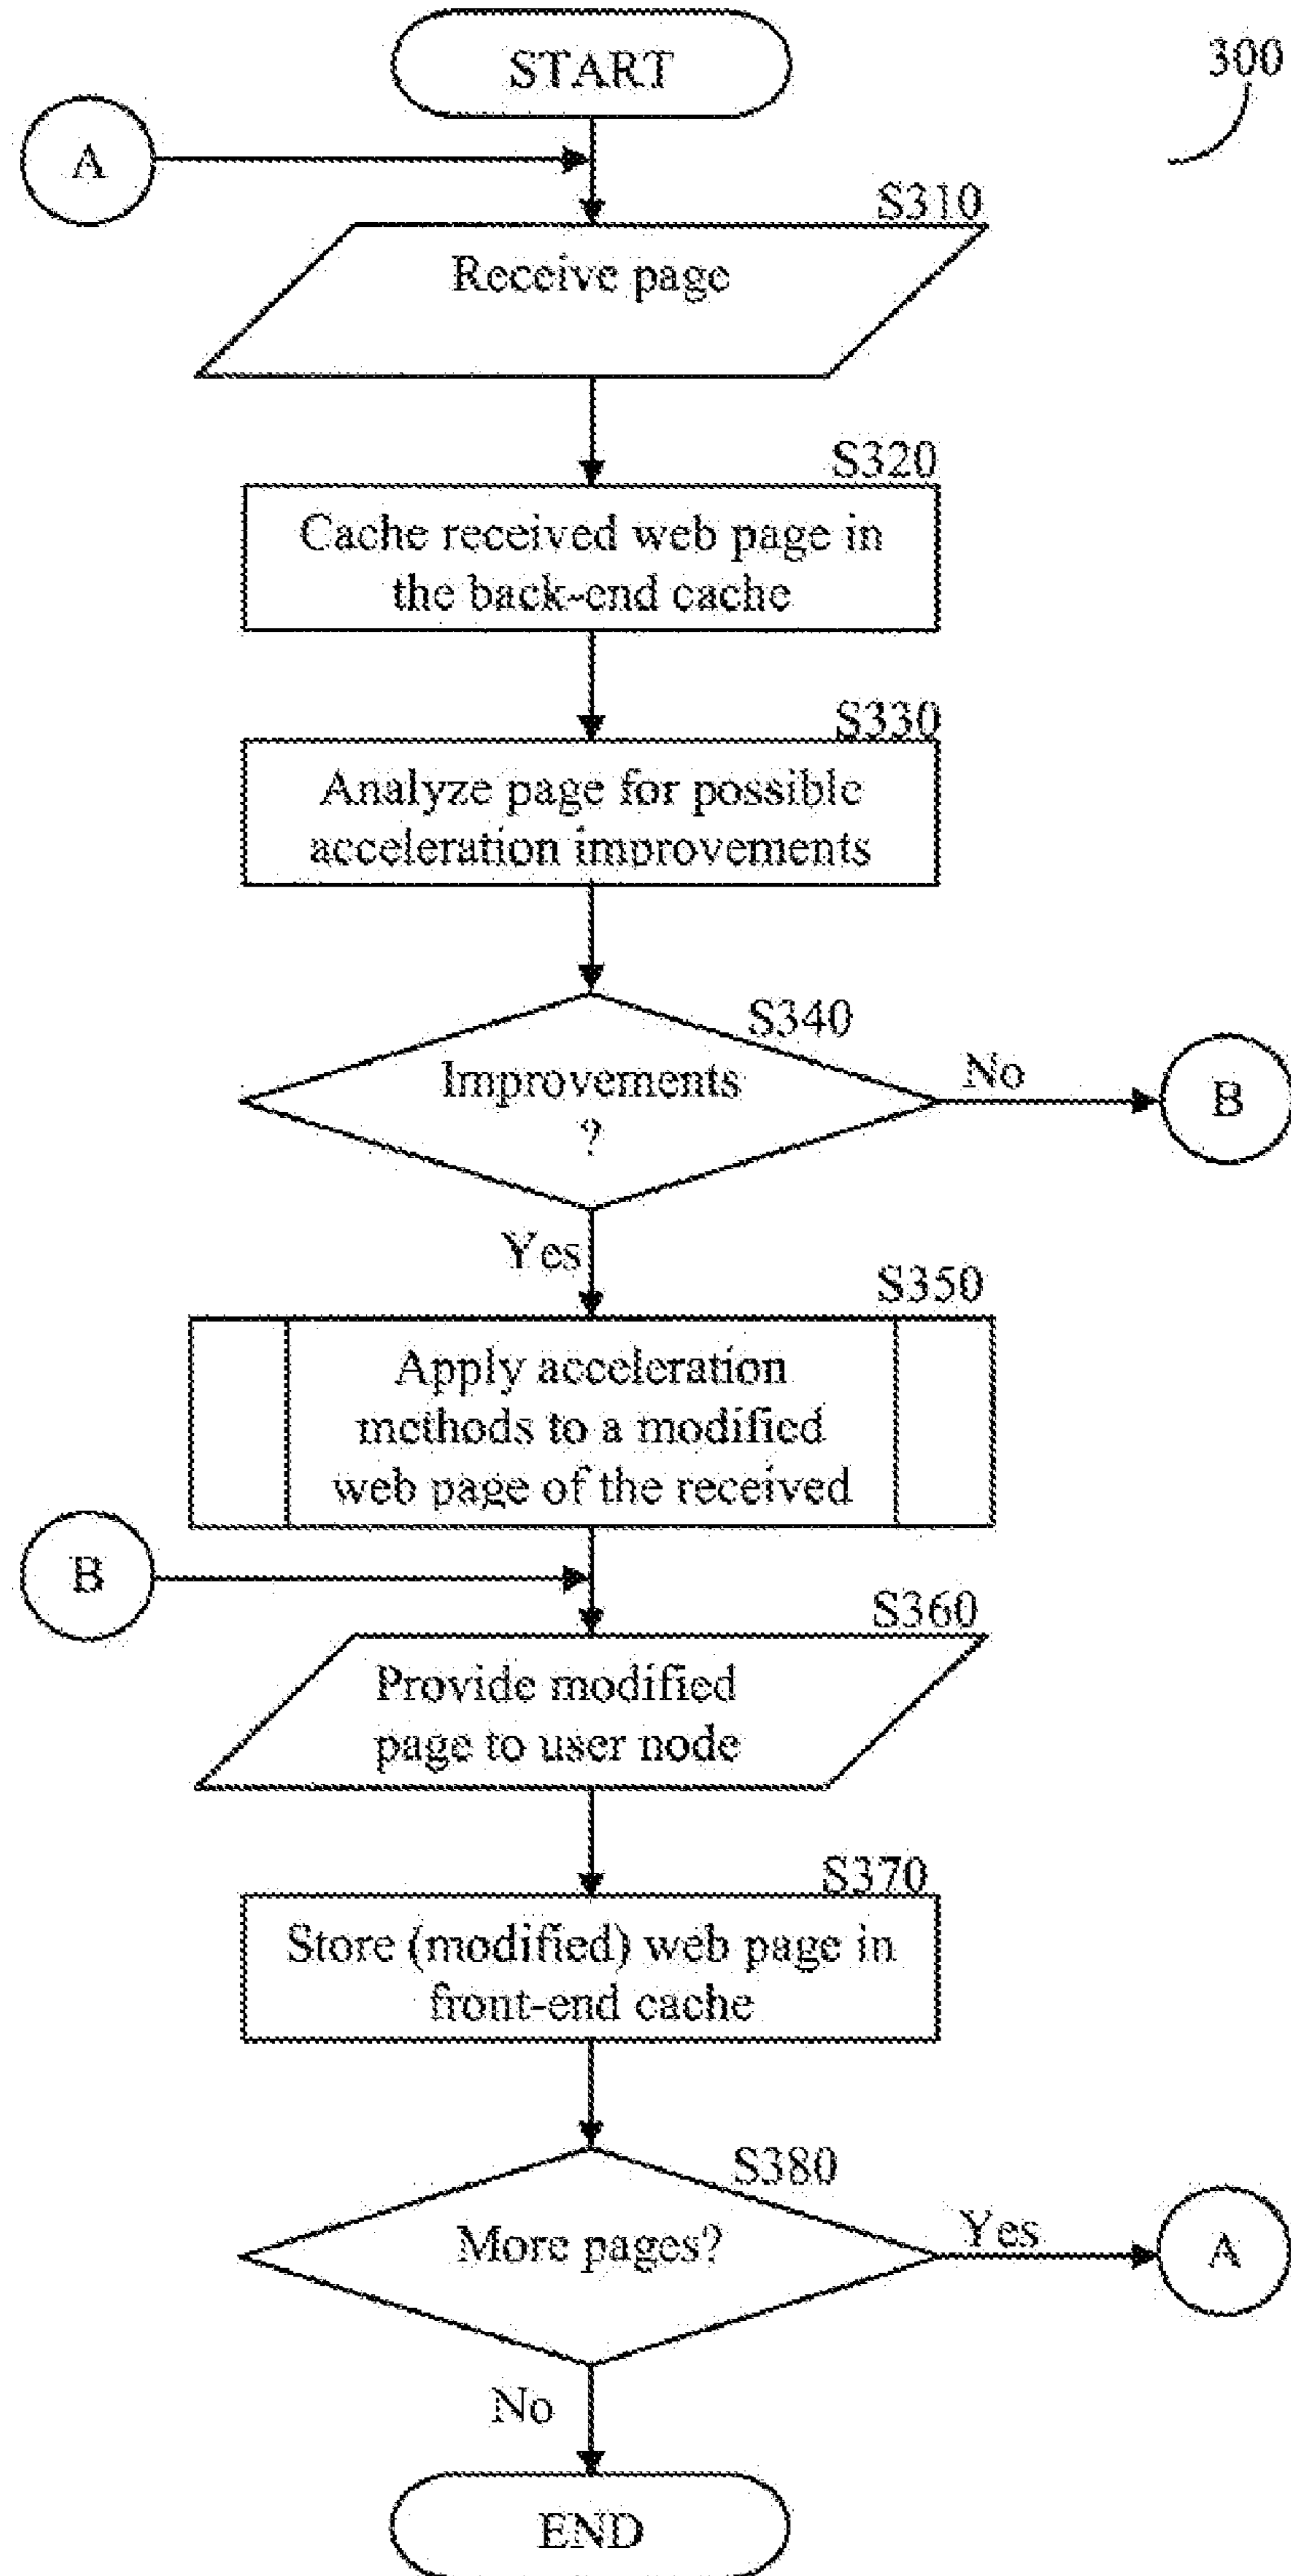 START
300
A
S310
Receive page
S320
Cache received web page in
the back-end cache
S330
Analyze page for possible
acceleration improvements
S340
Improvements
?
No
B
Yes
S350
Apply acceleration
methods to a modified
web page of the received
B
S360
Provide modified
page to user node
S370
Store (modified) web page in
front-end cache
S380
More pages?
Yes
A
No
END